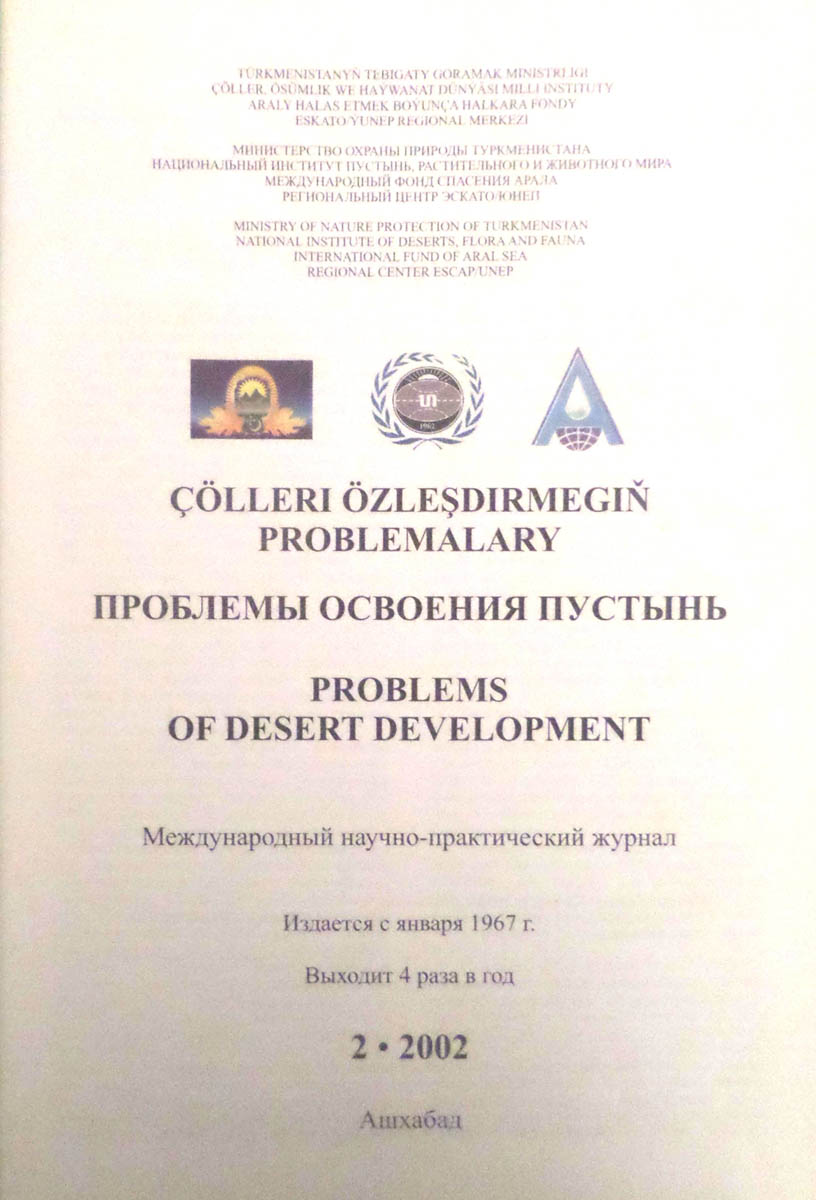 TÜRKMENISTANYŇ TEBIGATY GORAMAK MINISTRLIGI
ÇÖLLER, ÖSÜMLIK WE HAÝWANAT DÜNÝÄSI MILLI INSTITUTY
ARALY HALAS ETMEK BOÝUNÇA HALKARA FONDY
ESKATO/YUNEP REGIONAL MERKEZI
МИНИСТЕРСТВО ОХРАНЫ ПРИРОДЫ ТУРКМЕНИСТАНА
НАЦИОНАЛЬНЫЙ ИНСТИТУТ ПУСТЫНЬ, РАСТИТЕЛЬНОГО И ЖИВОТНОГО МИРА
МЕЖДУНАРОДНЫЙ ФОНД СПАСЕНИЯ АРАЛА
РЕГИОНАЛЬНЫЙ ЦЕНТР ЭСКАТО/ЮНЕП
MINISTRY OF NATURE PROTECTION OF TURKMENISTAN
NATIONAL INSTITUTE OF DESERTS, FLORA AND FAUNA
INTERNATIONAL FUND OF ARAL SEA
REGIONAL CENTER ESCAP/UNEP
1962
ÇÖLLERI ÖZLEŞDIRMEGIŇ
PROBLEMALARY
ПРОБЛЕМЫ ОСВОЕНИЯ ПУСТЫНЬ
PROBLEMS
OF DESERT DEVELOPMENT
Международный научно-практический журнал
Издается с января 1967 г.
Выходит 4 раза в год
2 • 2002
Ашхабад